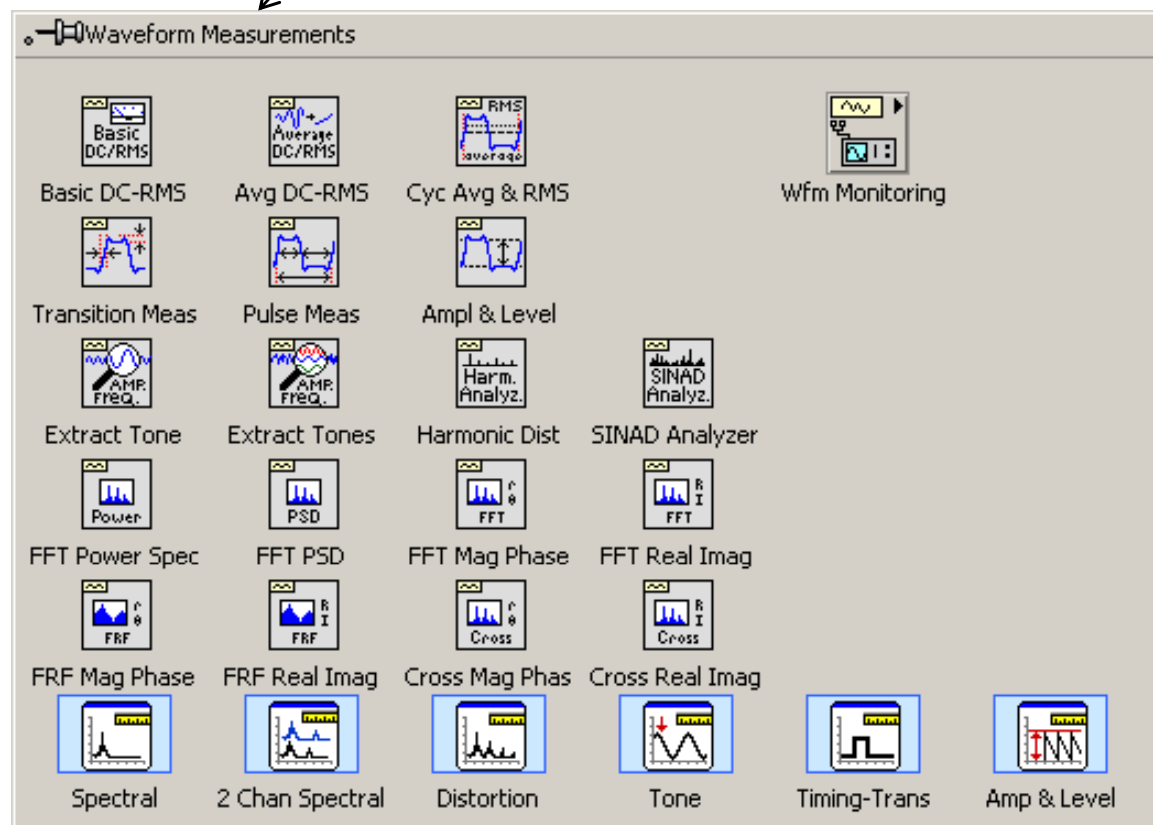 Waveform Measurements
Basic DC/RMS Average DC/RMS RMS average
Basic DC-RMS Avg DC-RMS Cyc Avg & RMS Wfm Monitoring
Transition Meas Pulse Meas Ampl & Level
AMP. FREQ. AMP. FREQ. Harm. Analyz. SINAD Analyz.
Extract Tone Extract Tones Harmonic Dist SINAD Analyzer
Power PSD r θ FFT R I FFT
FFT Power Spec FFT PSD FFT Mag Phase FFT Real Imag
r θ FRF R I FRF r θ Cross R I Cross
FRF Mag Phase FRF Real Imag Cross Mag Phas Cross Real Imag
Spectral 2 Chan Spectral Distortion Tone Timing-Trans Amp & Level